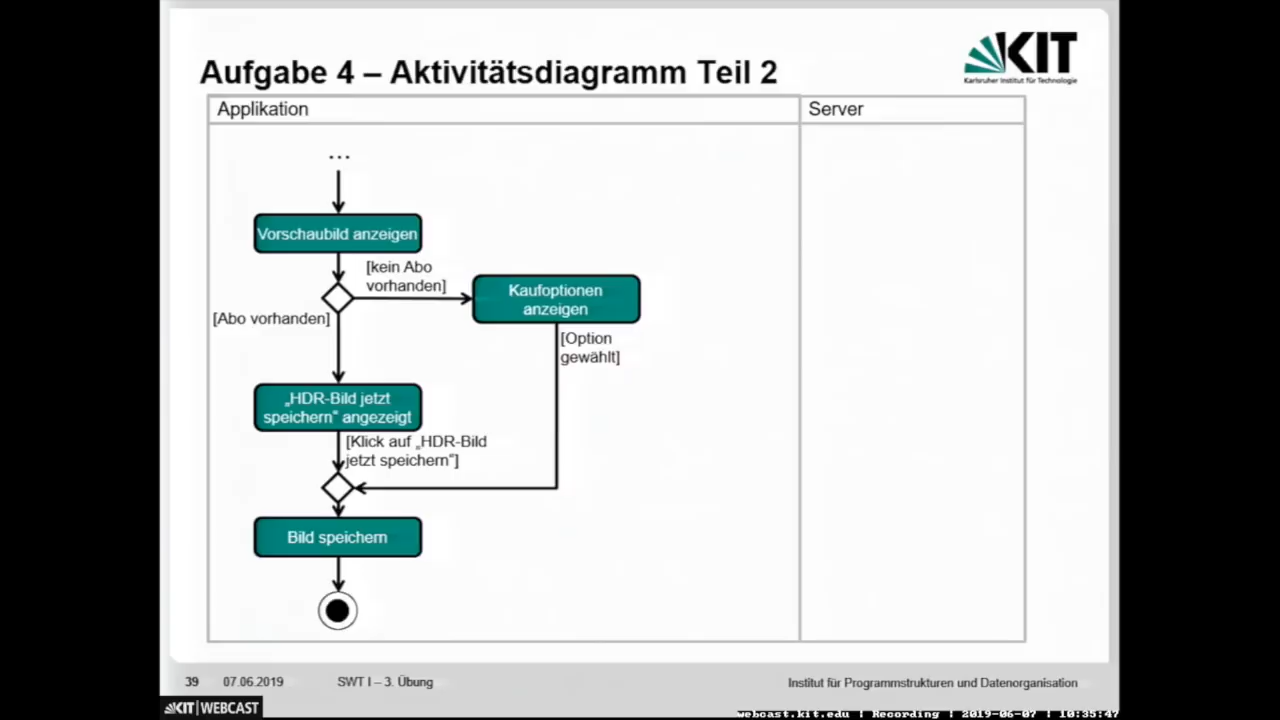 Aufgabe 4 – Aktivitätsdiagramm Teil 2
KIT
Karlsruher Institut für Technologie
Applikation
Server
...
Vorschaubild anzeigen
[kein Abo
vorhanden]
Kaufoptionen
anzeigen
[Abo vorhanden]
[Option
gewählt]
„HDR-Bild jetzt
speichern“ angezeigt
[Klick auf „HDR-Bild
jetzt speichern“]
Bild speichern
39 07.06.2019 SWT I – 3. Übung
Institut für Programmstrukturen und Datenorganisation
KIT | WEBCAST
webcast.kit.edu | Recording | 2019-06-07 | 10:35:47